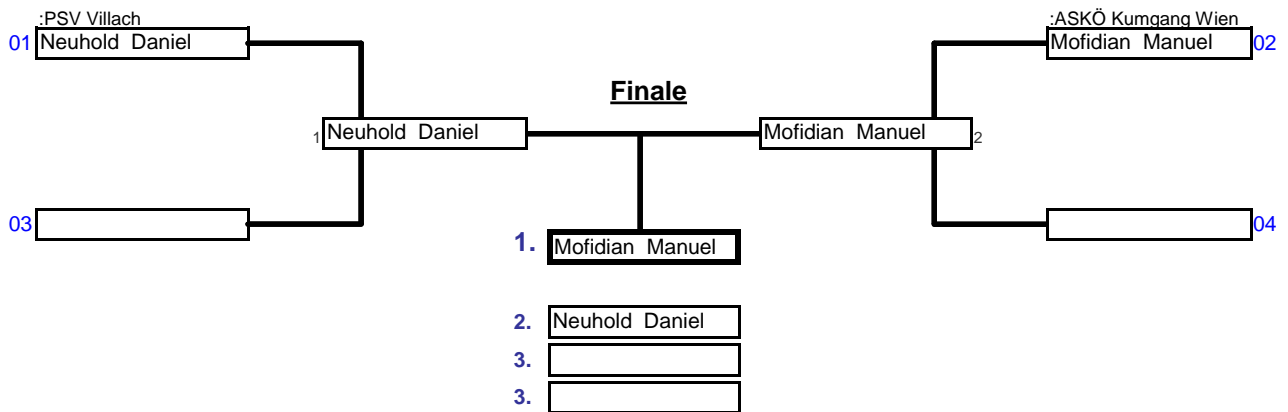 :PSV Villach
:ASKÖ Kumgang Wien
01 Neuhold Daniel
Mofidian Manuel 02
Finale
1 Neuhold Daniel
Mofidian Manuel 2
03
04
1. Mofidian Manuel
2. Neuhold Daniel
3.
3.